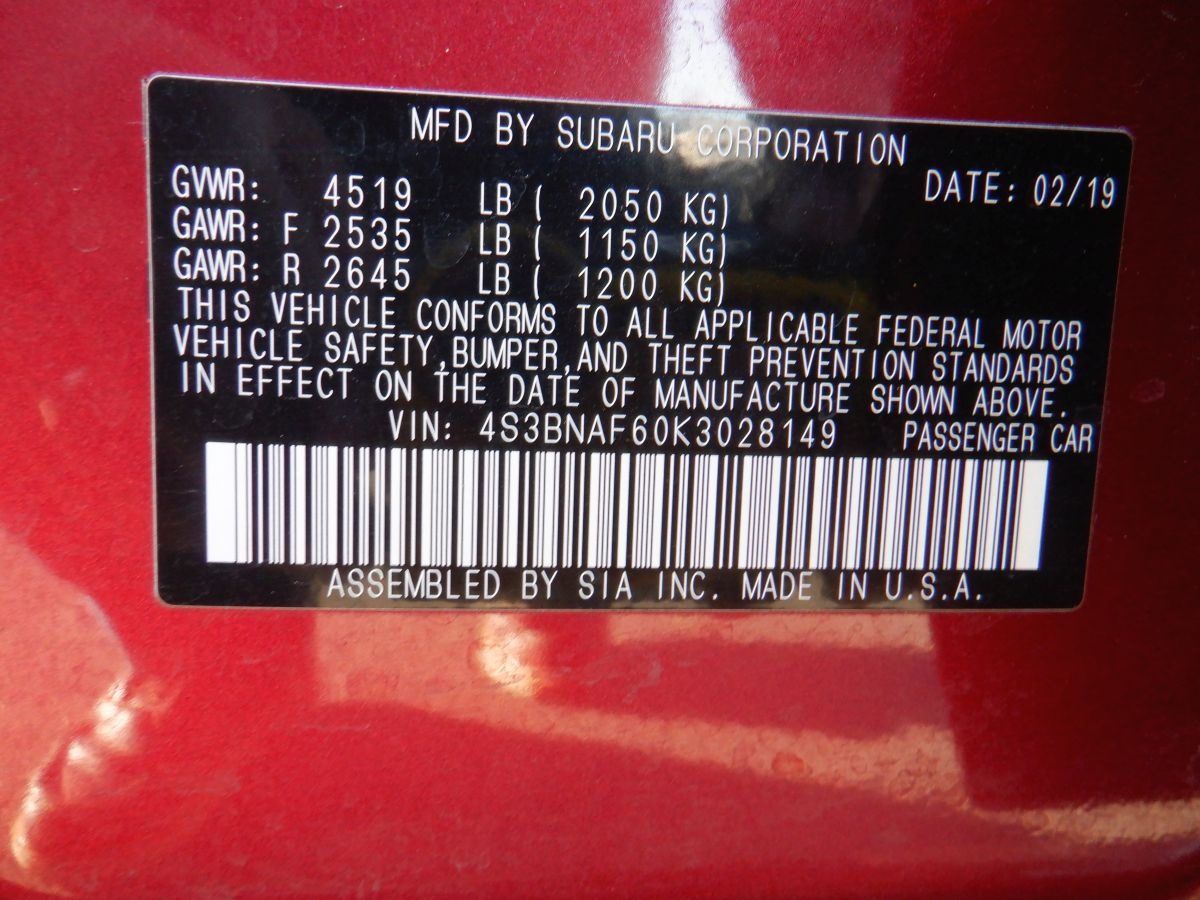 MFD BY SUBARU CORPORATION
GVWR: 4519 LB ( 2050 KG) DATE: 02/19
GAWR: F 2535 LB ( 1150 KG)
GAWR: R 2645 LB ( 1200 KG)
THIS VEHICLE CONFORMS TO ALL APPLICABLE FEDERAL MOTOR
VEHICLE SAFETY,BUMPER,AND THEFT PREVENTION STANDARDS
IN EFFECT ON THE DATE OF MANUFACTURE SHOWN ABOVE.
VIN: 4S3BNAF60K3028149 PASSENGER CAR
ASSEMBLED BY SIA INC. MADE IN U.S.A.